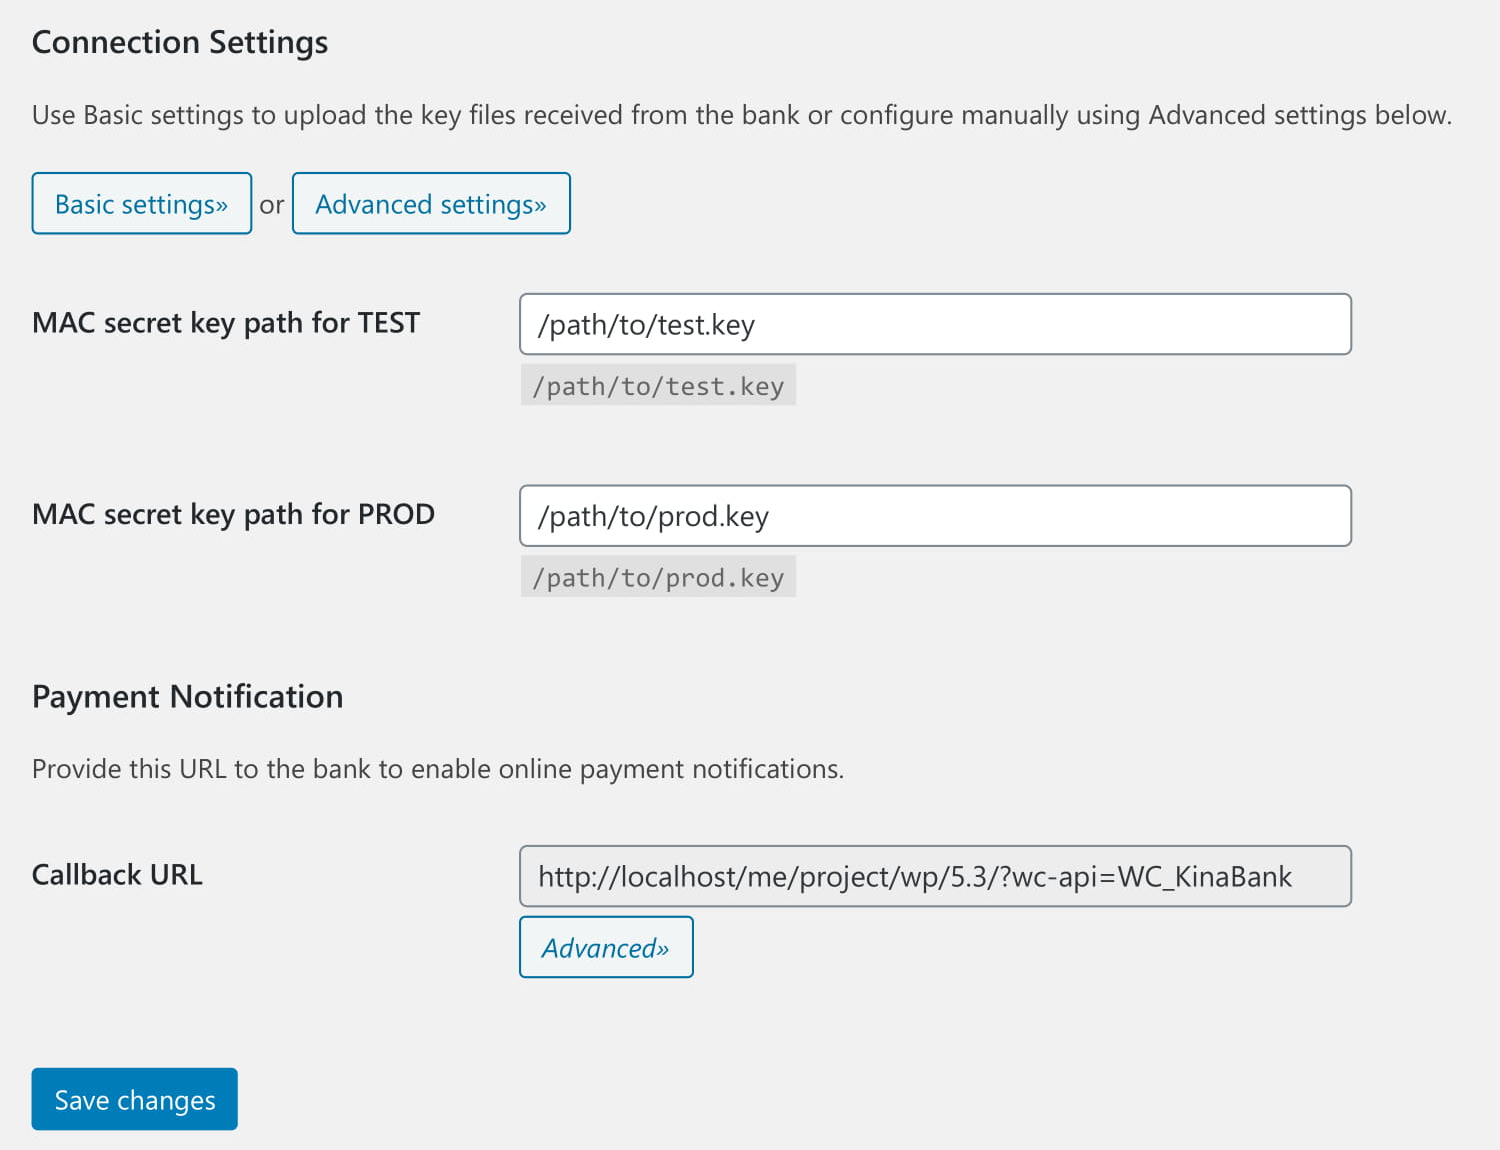 Connection Settings
Use Basic settings to upload the key files received from the bank or configure manually using Advanced settings below.
Basic settings» or Advanced settings»
MAC secret key path for TEST
/path/to/test.key
/path/to/test.key
MAC secret key path for PROD
/path/to/prod.key
/path/to/prod.key
Payment Notification
Provide this URL to the bank to enable online payment notifications.
Callback URL
http://localhost/me/project/wp/5.3/?wc-api=WC_KinaBank
Advanced»
Save changes